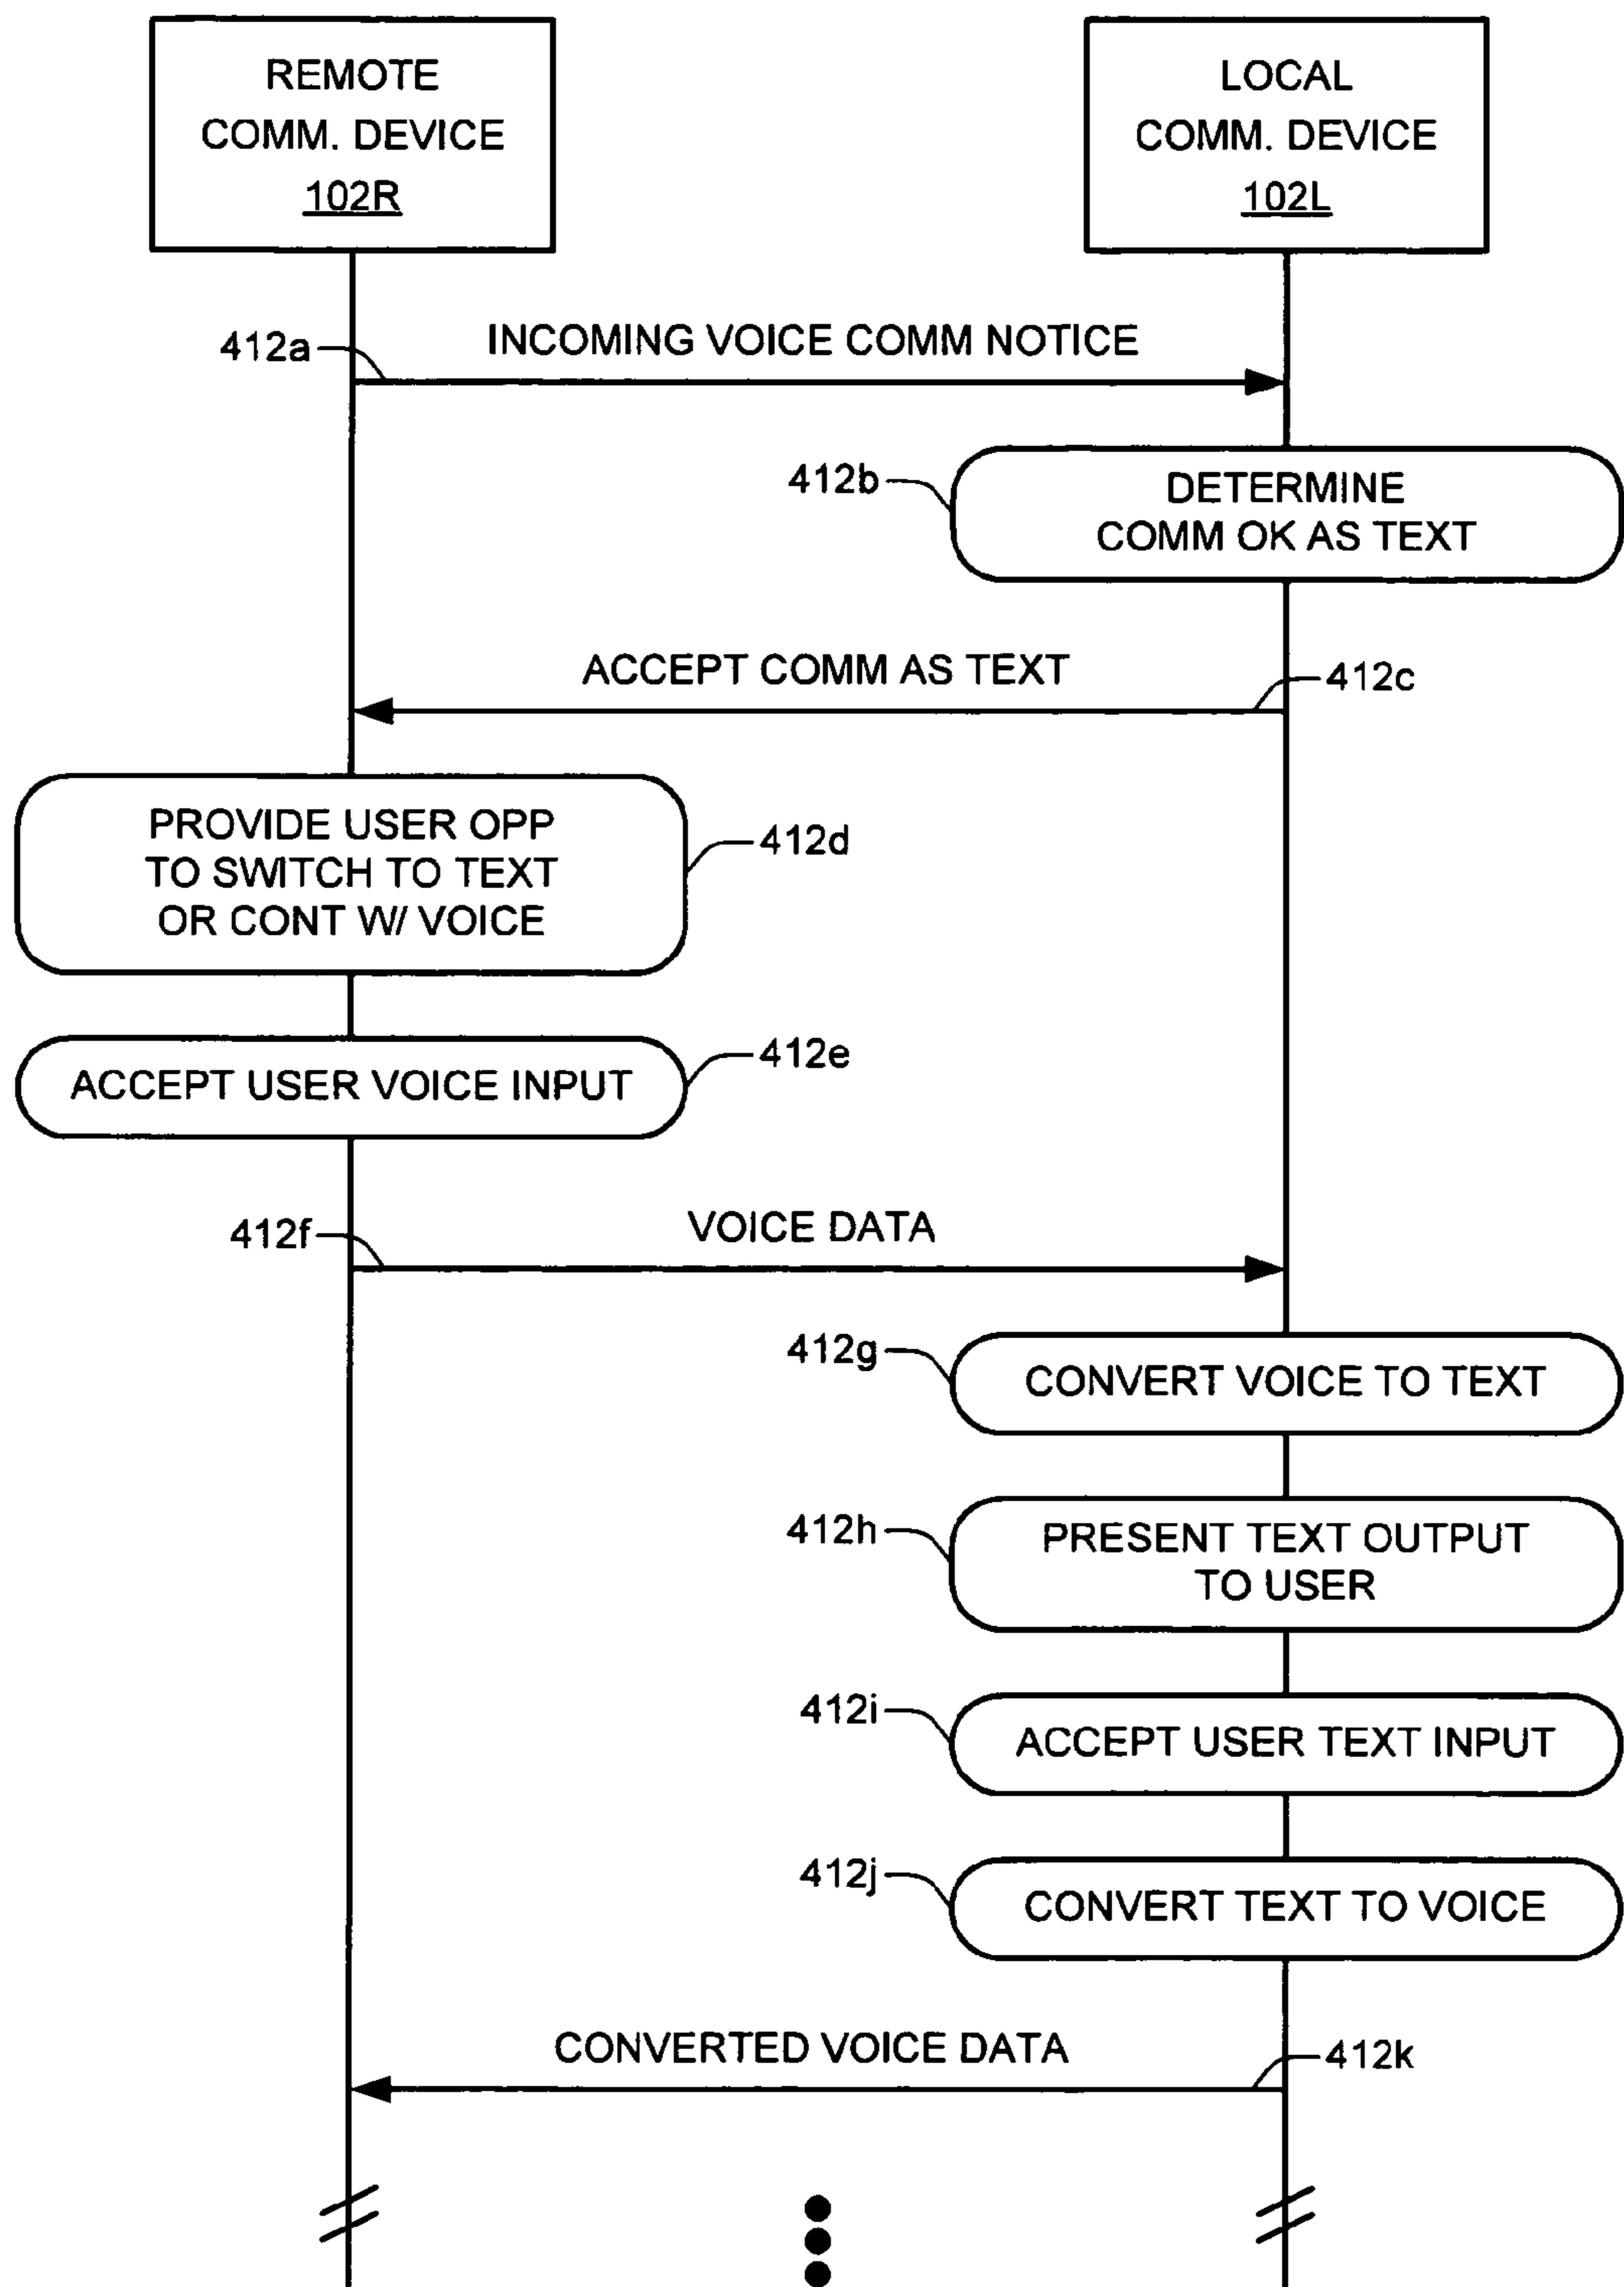 REMOTE
COMM. DEVICE
102R
LOCAL
COMM. DEVICE
102L
412a
INCOMING VOICE COMM NOTICE
412b
DETERMINE
COMM OK AS TEXT
ACCEPT COMM AS TEXT
412c
PROVIDE USER OPP
TO SWITCH TO TEXT
OR CONT W/ VOICE
412d
ACCEPT USER VOICE INPUT
412e
412f
VOICE DATA
412g
CONVERT VOICE TO TEXT
412h
PRESENT TEXT OUTPUT
TO USER
412i
ACCEPT USER TEXT INPUT
412j
CONVERT TEXT TO VOICE
CONVERTED VOICE DATA
412k